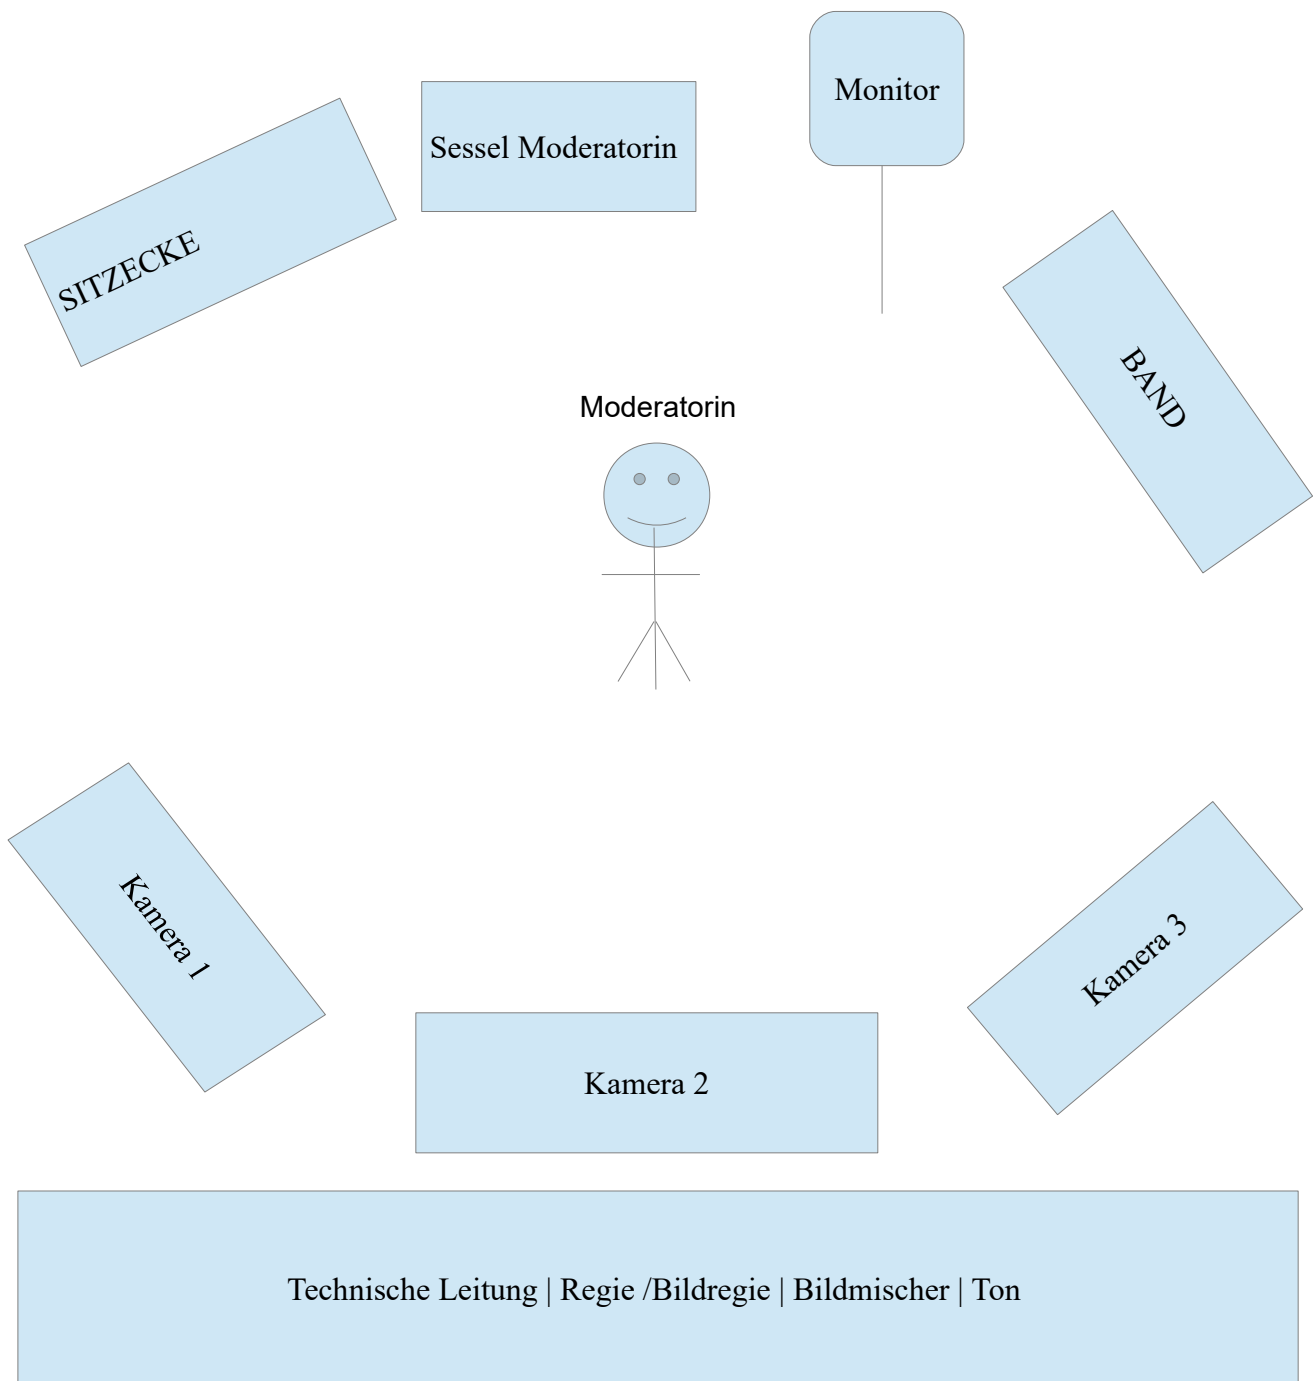 Monitor
Sessel Moderatorin
SITZECKE
BAND
Moderatorin
Kamera 1
Kamera 3
Kamera 2
Technische Leitung | Regie /Bildregie | Bildmischer | Ton